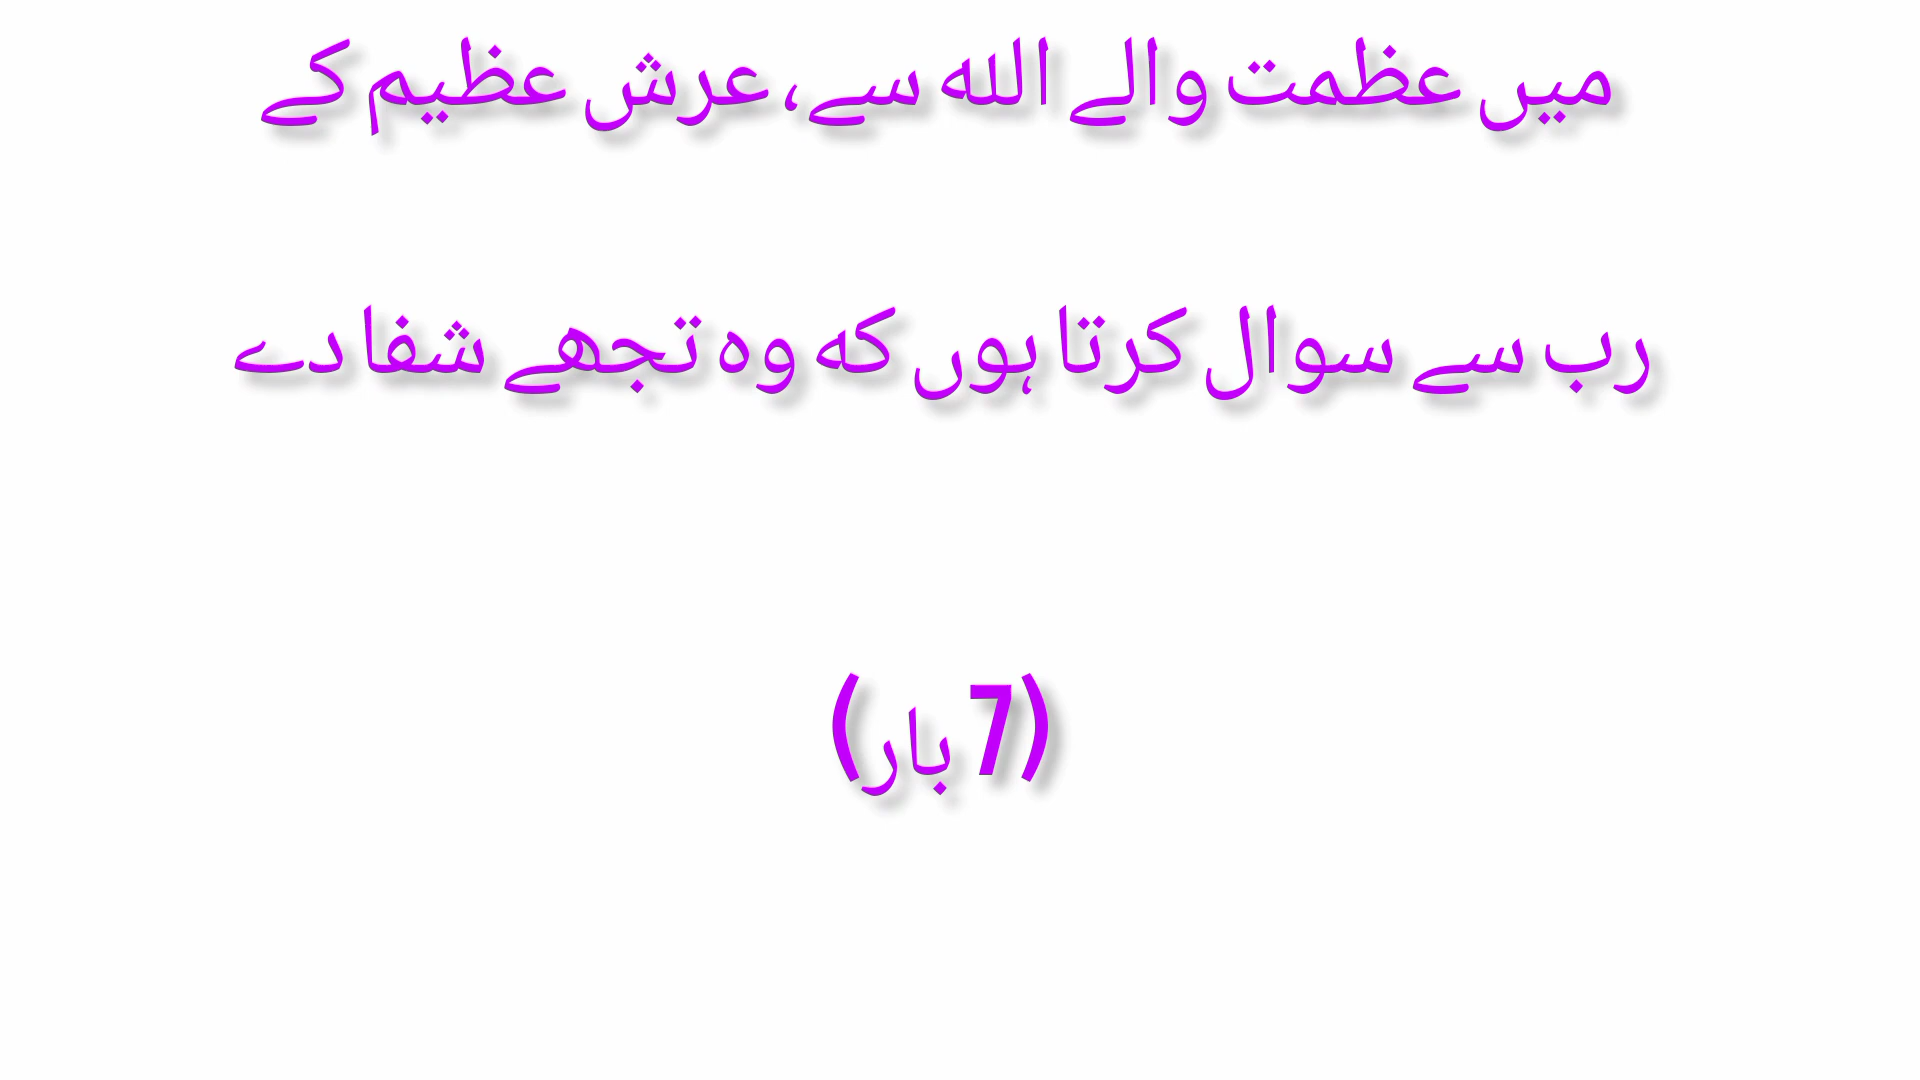 میں عظمت والے اللہ سے، عرش عظیم کے
رب سے سوال کرتا ہوں کہ وہ تجھے شفا دے
(7 بار)